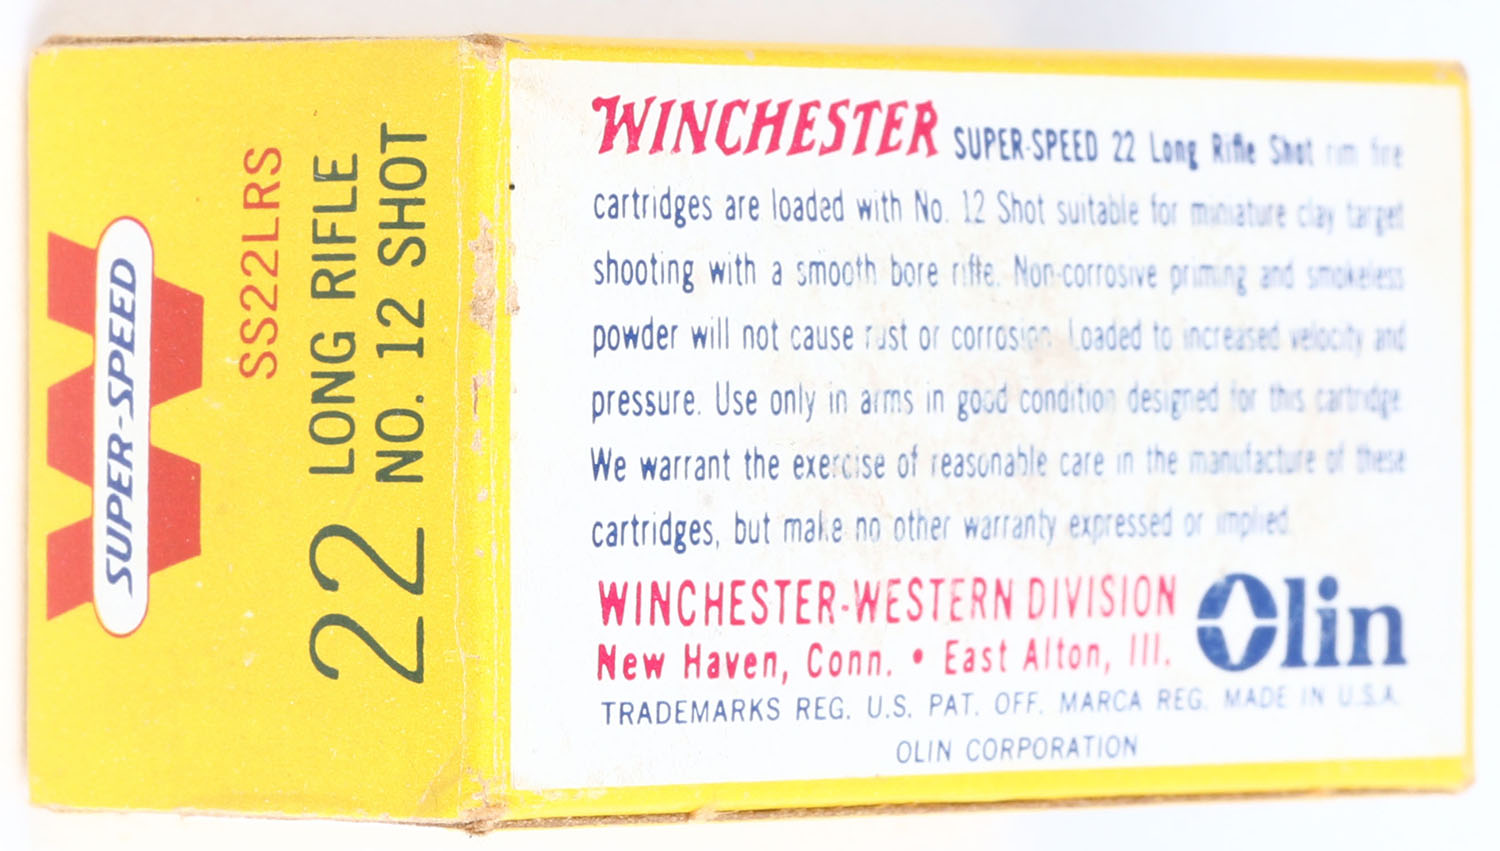 SUPER-SPEED
SS22LRS
22 LONG RIFLE
NO. 12 SHOT
WINCHESTER SUPER-SPEED 22 Long Rifle Shot rim fire
cartridges are loaded with No. 12 Shot suitable for miniature clay target
shooting with a smooth bore rifle. Non-corrosive priming and smokeless
powder will not cause rust or corrosion. Loaded to increased velocity and
pressure. Use only in arms in good condition designed for this cartridge.
We warrant the exercise of reasonable care in the manufacture of these
cartridges, but make no other warranty expressed or implied.
WINCHESTER-WESTERN DIVISION
New Haven, Conn. • East Alton, Ill.
Olin
TRADEMARKS REG. U.S. PAT. OFF. MARCA REG. MADE IN U.S.A.
OLIN CORPORATION